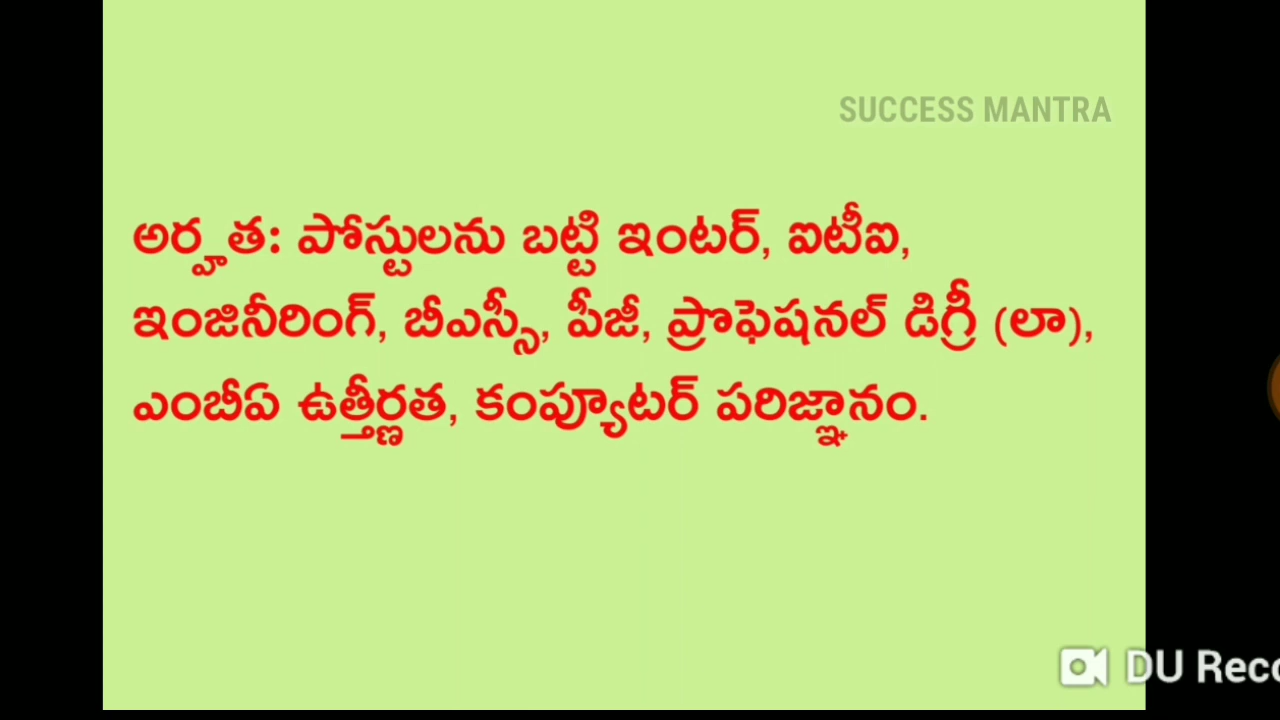 SUCCESS MANTRA
అర్హత: పోస్టులను బట్టి ఇంటర్, ఐటీఐ,
ఇంజినీరింగ్, బీఎస్సీ, పీజీ, ప్రొఫెషనల్ డిగ్రీ (లా),
ఎంబీఏ ఉత్తీర్ణత, కంప్యూటర్ పరిజ్ఞానం.
DU Reco